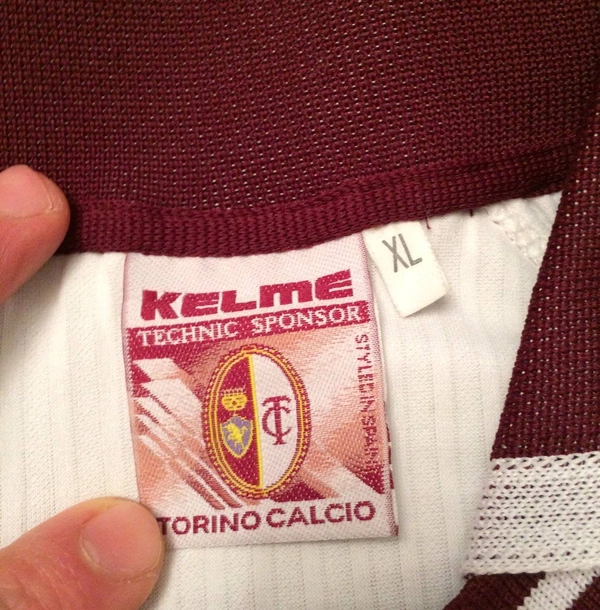 XL
KELME
TECHNIC SPONSOR
STYLED IN SPAIN
TC
TORINO CALCIO